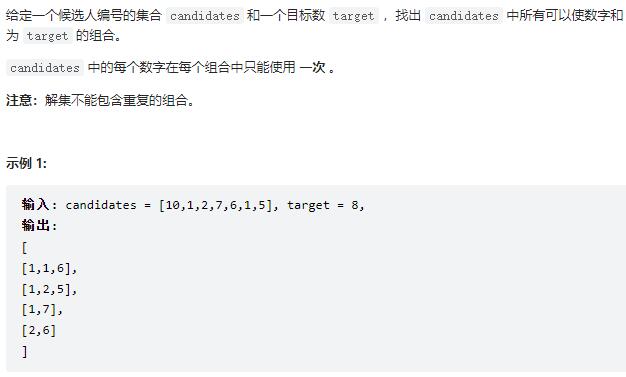 给定一个候选人编号的集合 candidates 和一个目标数 target ，找出 candidates 中所有可以使数字和
为 target 的组合。
candidates 中的每个数字在每个组合中只能使用 一次 。
注意：解集不能包含重复的组合。
示例 1:
输入: candidates = [10,1,2,7,6,1,5], target = 8,
输出:
[
[1,1,6],
[1,2,5],
[1,7],
[2,6]
]